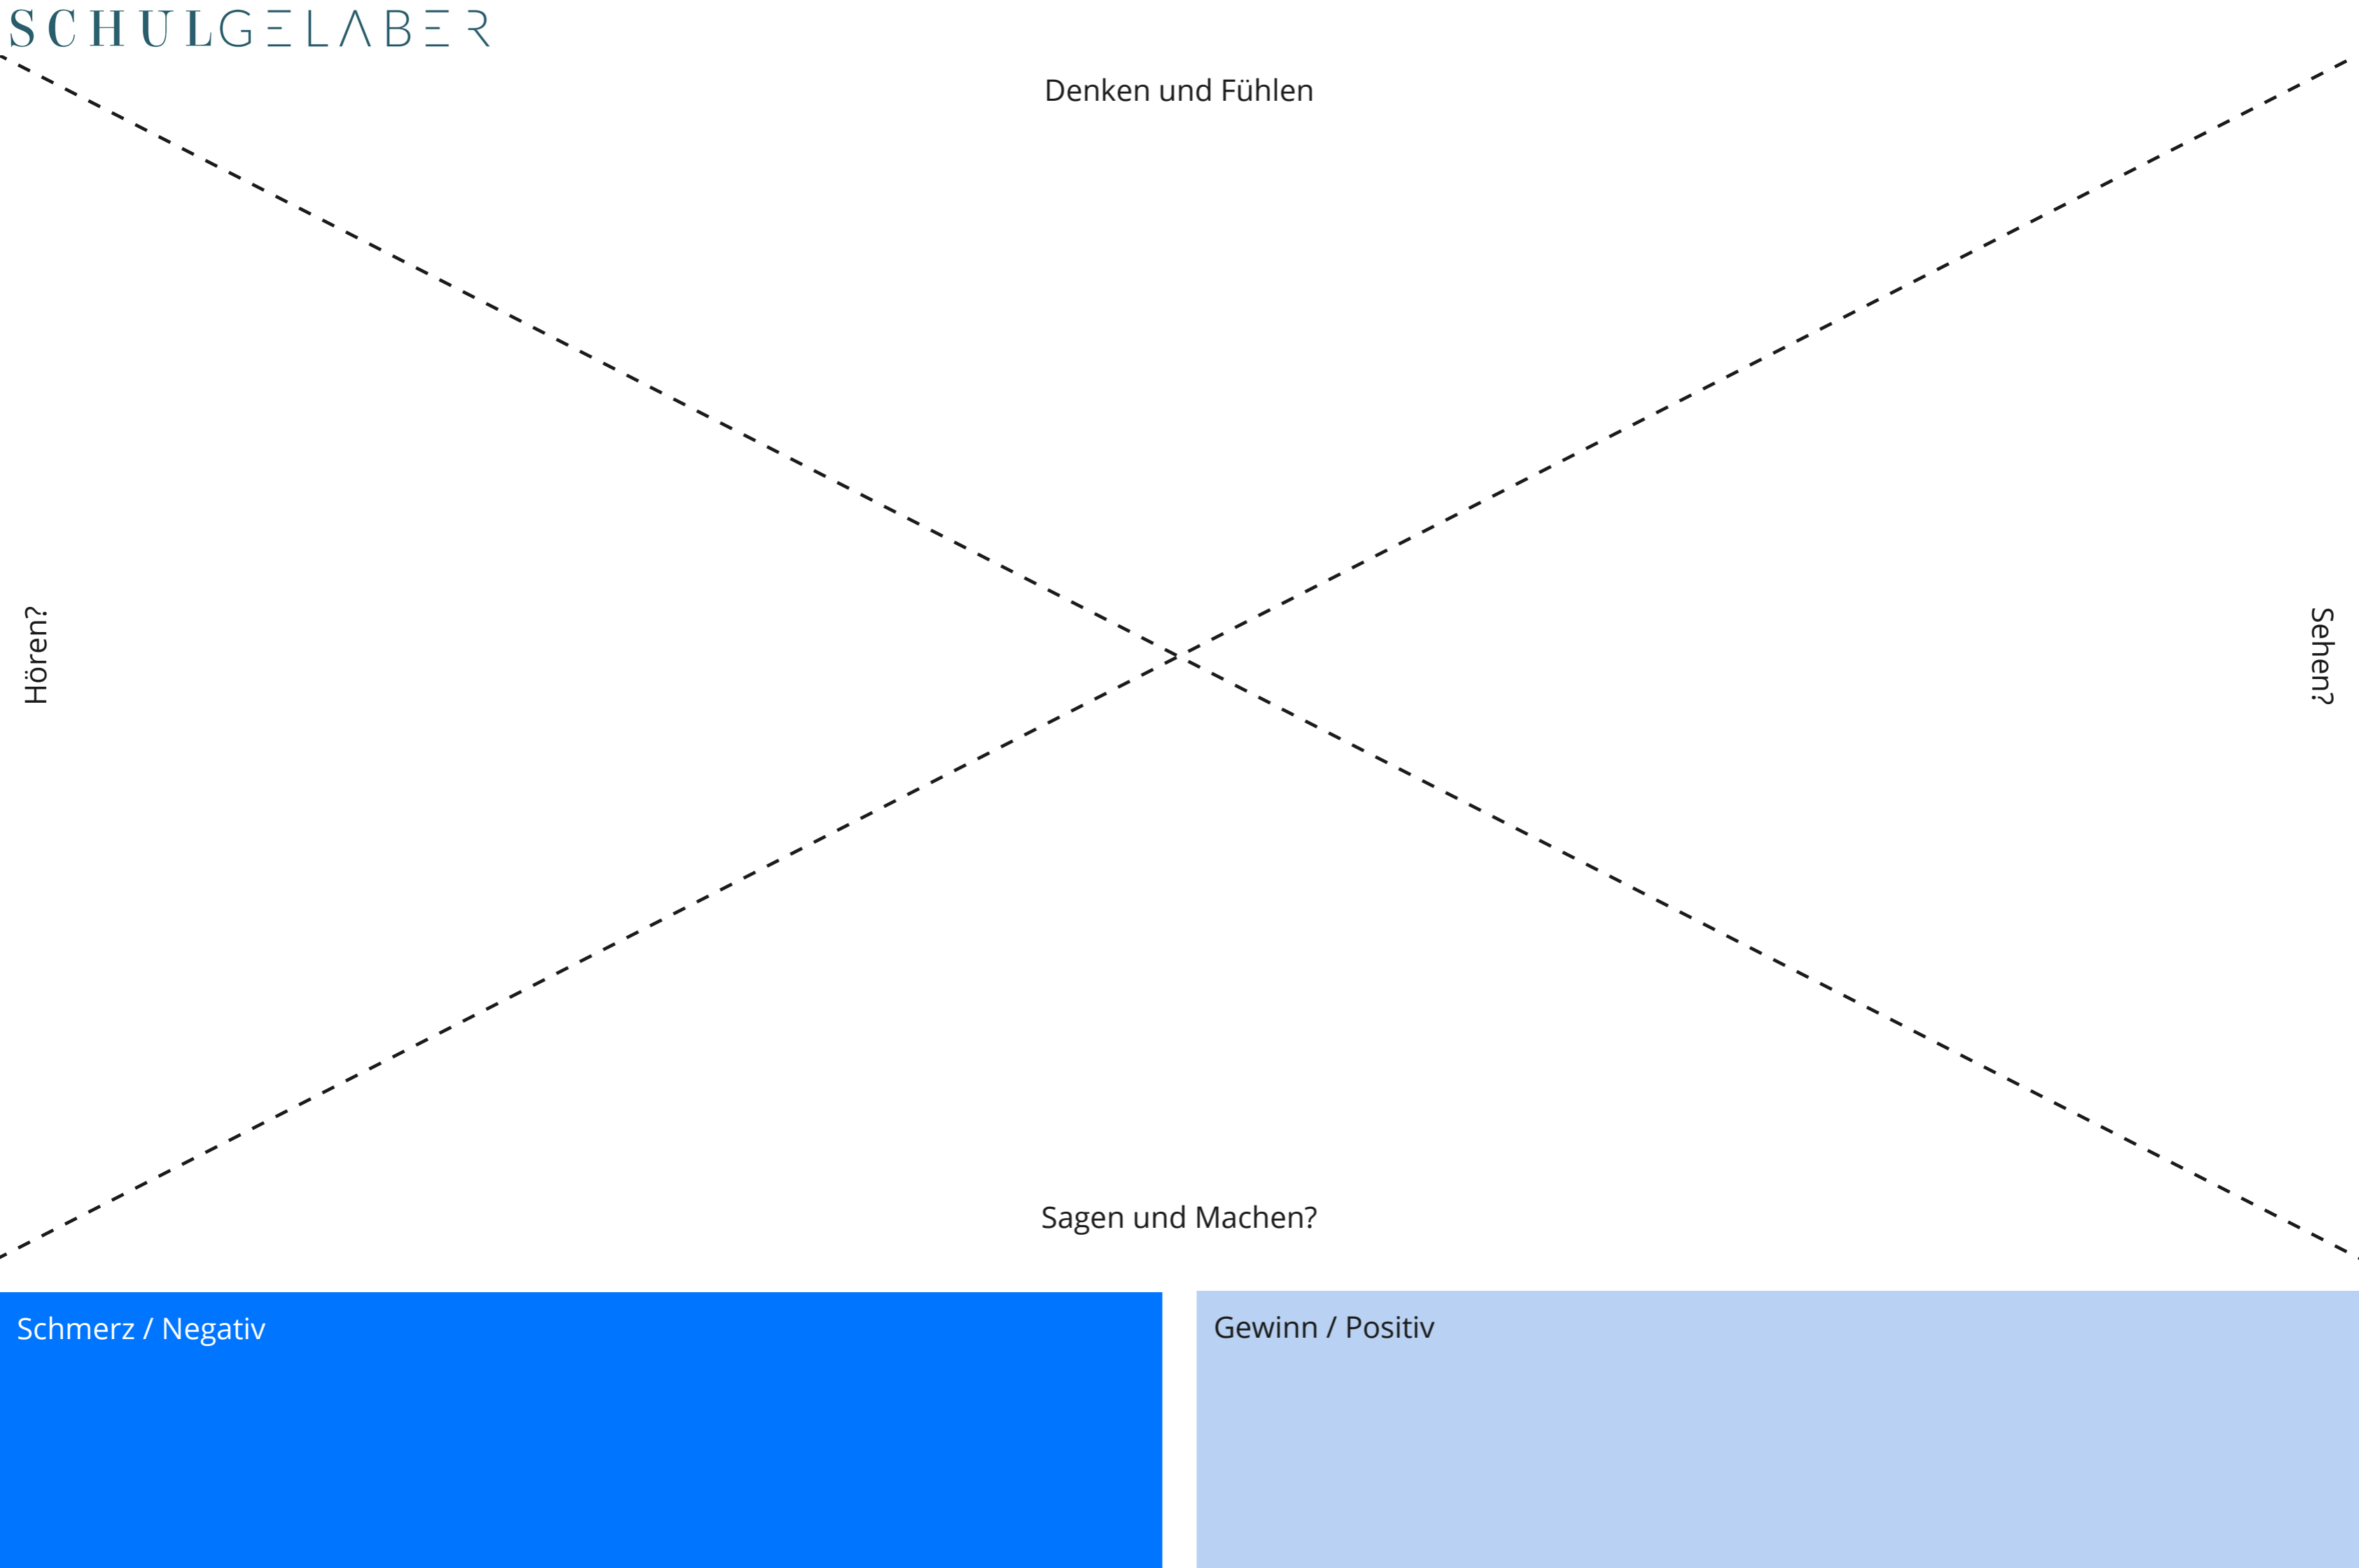 SCHULGELABER
Denken und Fühlen
Hören?
Sehen?
Sagen und Machen?
Schmerz / Negativ
Gewinn / Positiv